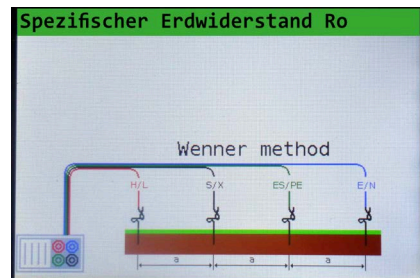 Spezifischer Erdwiderstand Ro
Wenner method
H/L S/X ES/PE E/N
a a a